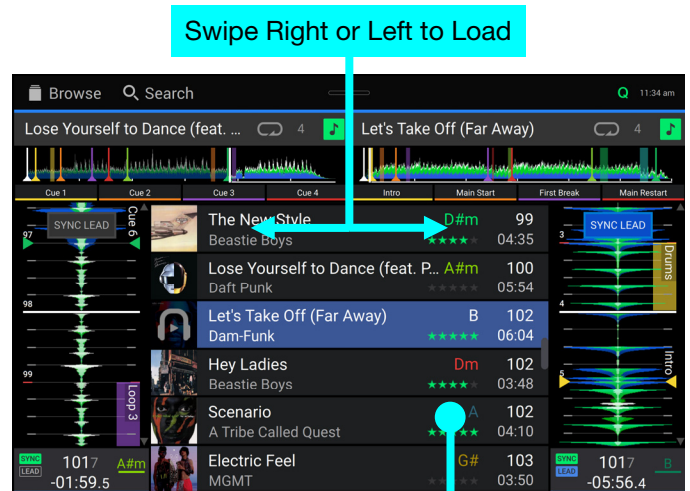 Swipe Right or Left to Load
Browse Search Q 11:34 am
Lose Yourself to Dance (feat. ... 4 Let's Take Off (Far Away) 4
Cue 1 Cue 2 Cue 3 Cue 4 Intro Main Start First Break Main Restart
SYNC LEAD
Cue 6
97
98
99
Loop 3
The New Style D#m 99
Beastie Boys 04:35
Lose Yourself to Dance (feat. P... A#m 100
Daft Punk 05:54
Let's Take Off (Far Away) B 102
Dam-Funk 06:04
Hey Ladies Dm 102
Beastie Boys 03:48
Scenario A 102
A Tribe Called Quest 04:10
Electric Feel G# 103
MGMT 03:50
SYNC LEAD
3
Drums
4
Intro
5
SYNC 1017 A#m
LEAD -01:59.5
SYNC 1017 B
LEAD -05:56.4